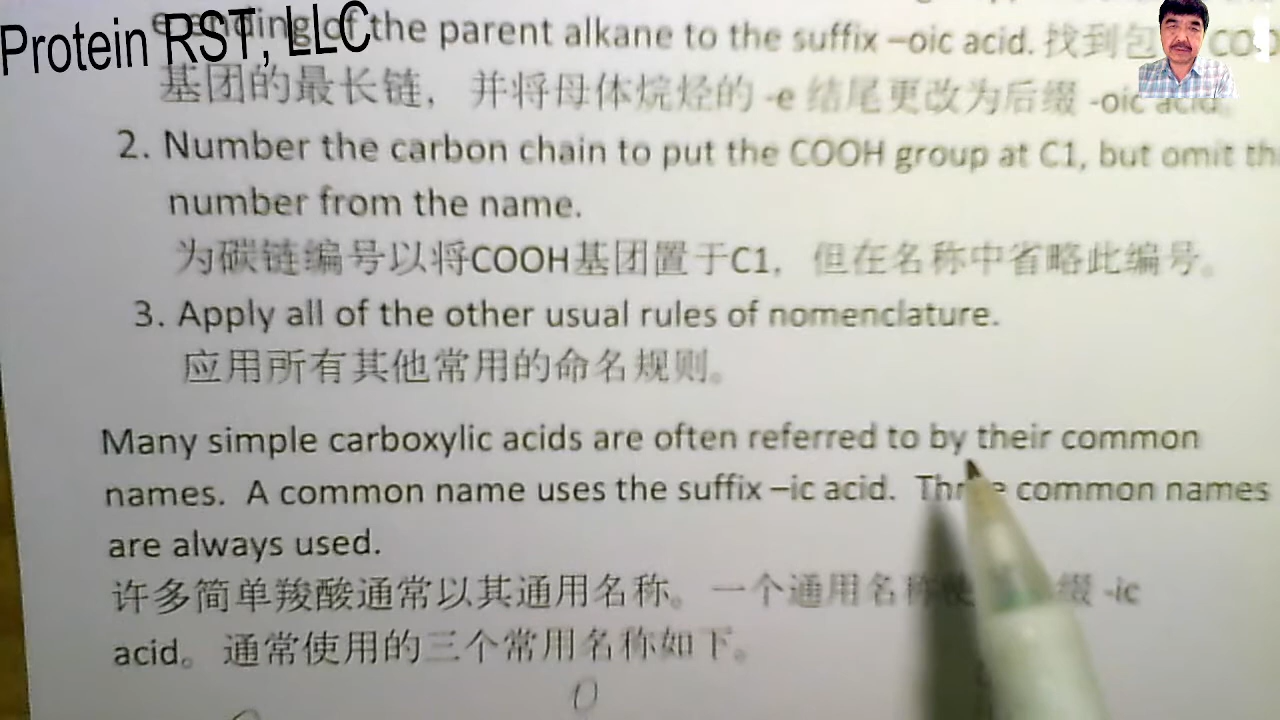 Protein RST, LLC
ending of the parent alkane to the suffix –oic acid. 找到包
基团的最长链，并将母体烷烃的 -e 结尾更改为后缀 -oic acid。
2. Number the carbon chain to put the COOH group at C1, but omit
number from the name.
为碳链编号以将COOH基团置于C1，但在名称中省略此编号。
3. Apply all of the other usual rules of nomenclature.
应用所有其他常用的命名规则。
Many simple carboxylic acids are often referred to by their common
names. A common name uses the suffix –ic acid. common names
are always used.
许多简单羧酸通常以其通用名称。一个通用名称 缀 -ic
acid。通常使用的三个常用名称如下。
O